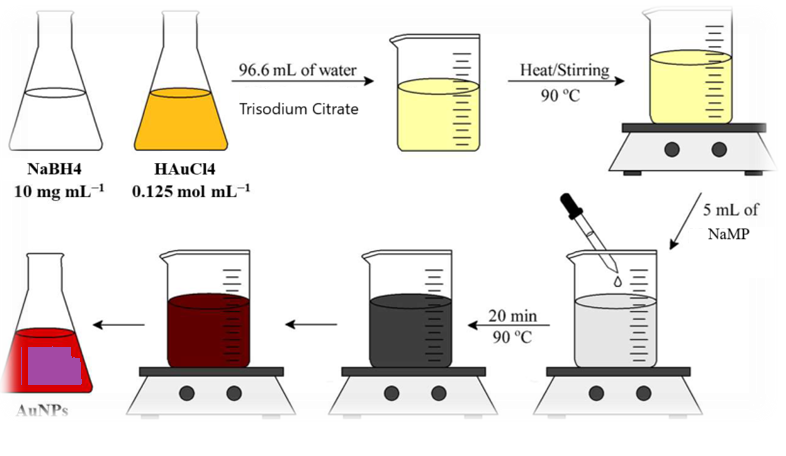 96.6 mL of water
Trisodium Citrate
Heat/Stirring
90 ºC
NaBH4
10 mg mL⁻¹
HAuCl4
0.125 mol mL⁻¹
5 mL of
NaMP
20 min
90 ºC
AuNPs